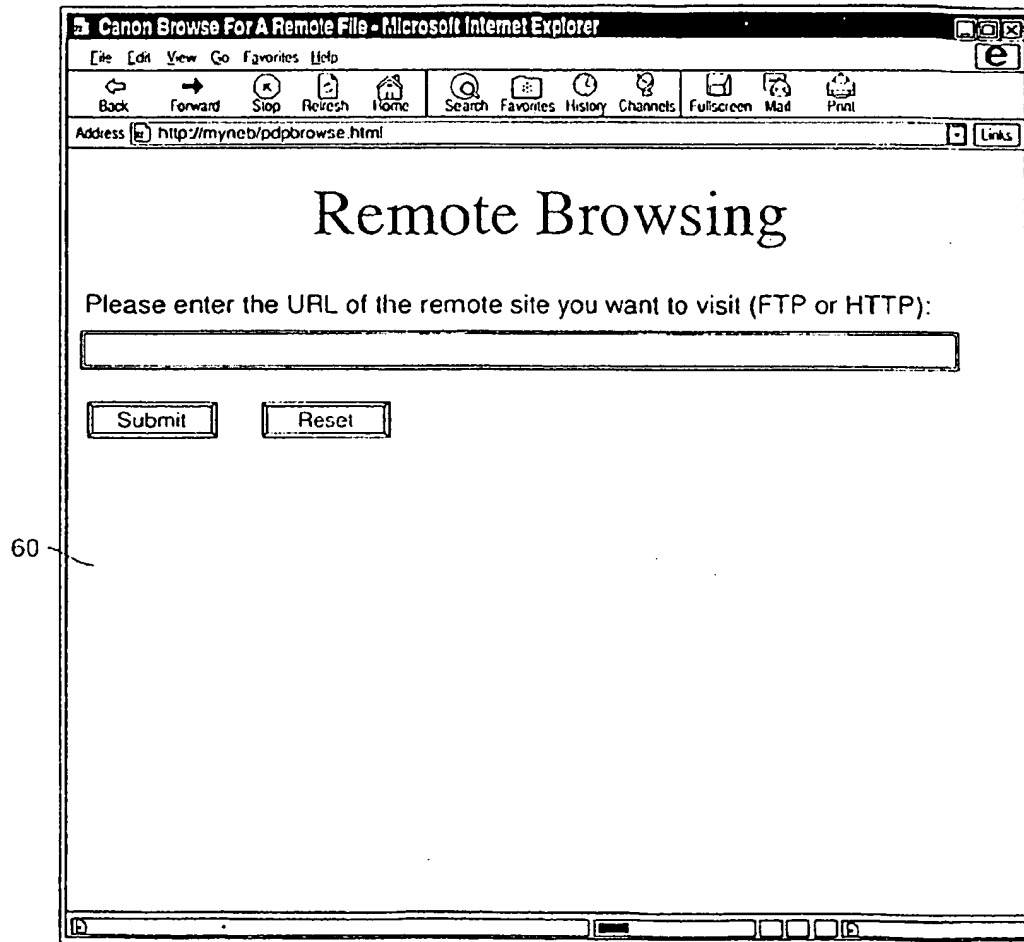 Canon Browse For A Remote File - Microsoft Internet Explorer
File Edit View Go Favorites Help
Back Forward Stop Refresh Home Search Favorites History Channels Fullscreen Mail Print
Address http://myneb/pdpbrowse.html Links
Remote Browsing
Please enter the URL of the remote site you want to visit (FTP or HTTP):
Submit Reset
60